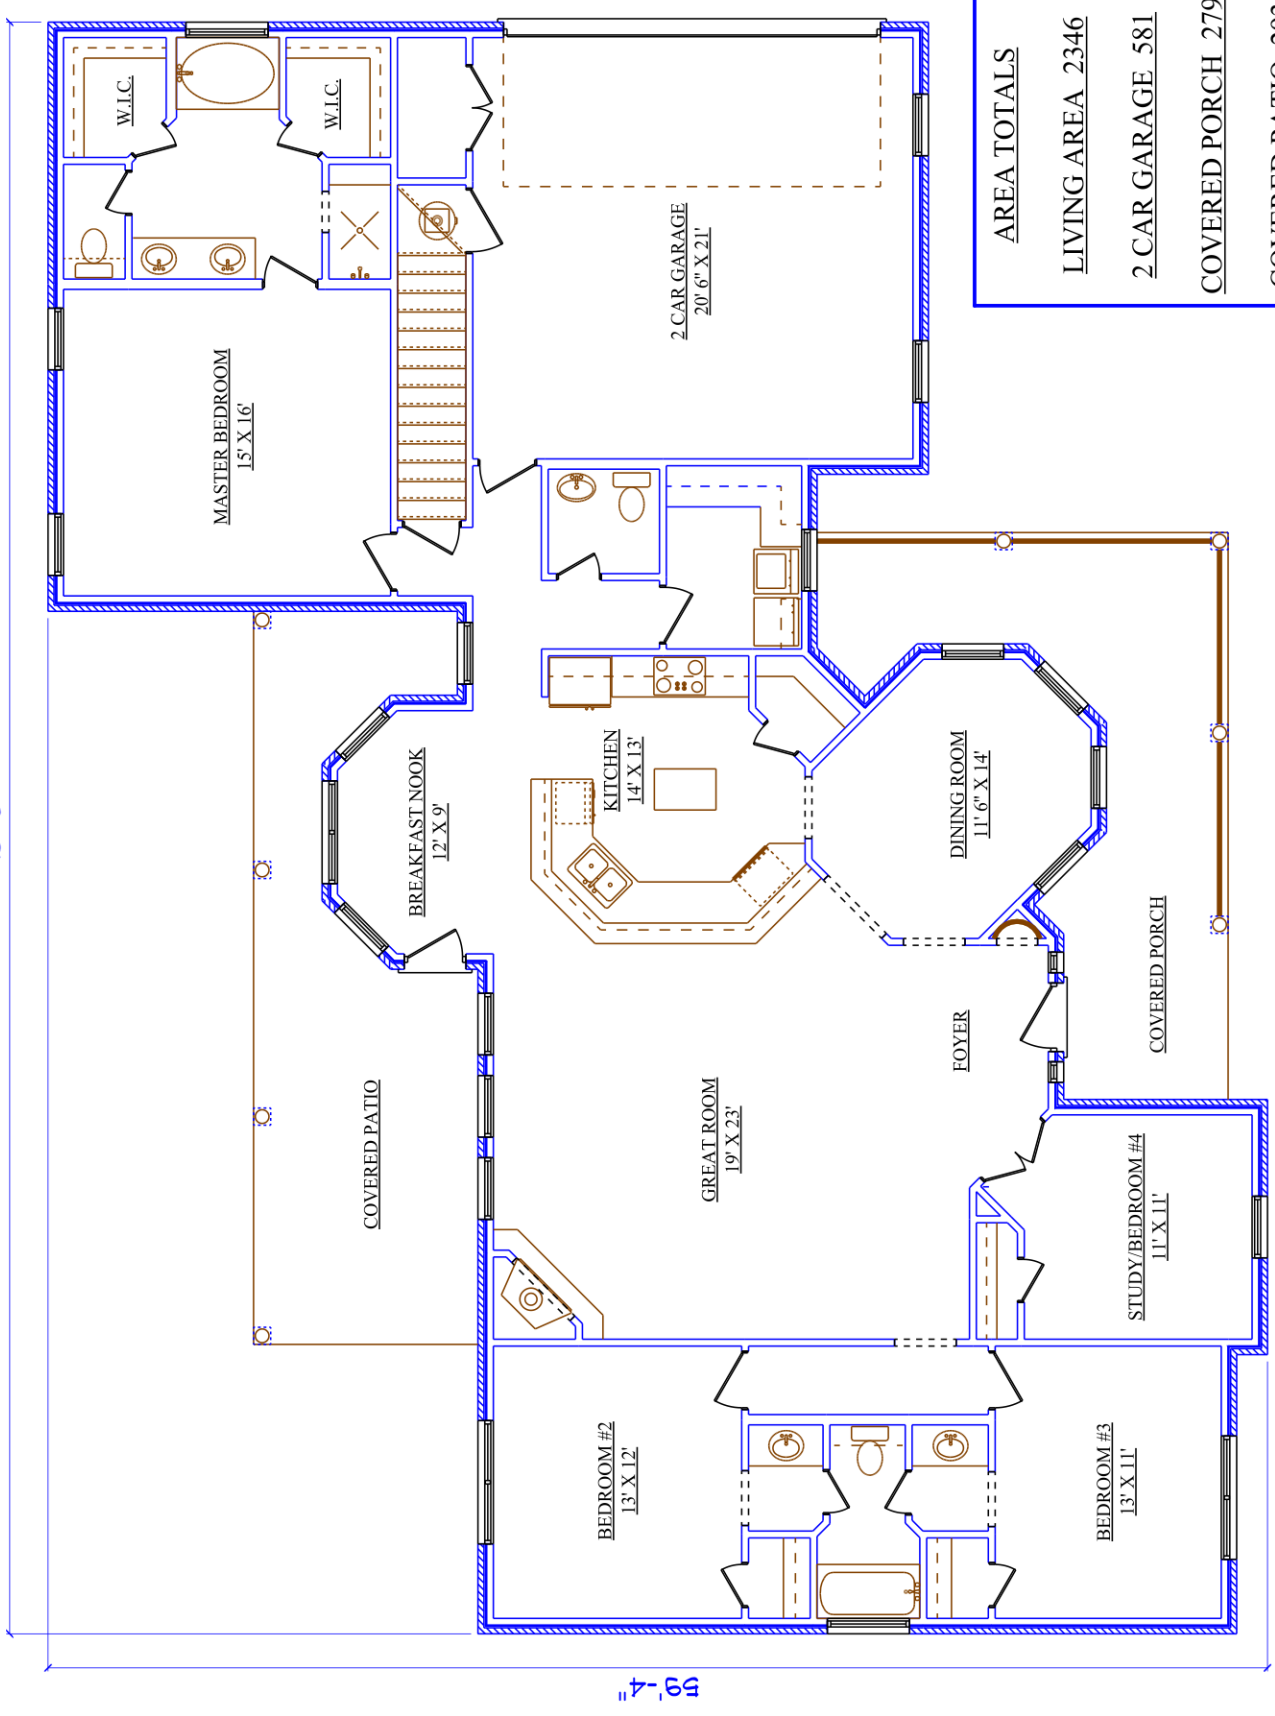 W.I.C.
W.I.C.
MASTER BEDROOM
15' X 16'
2 CAR GARAGE
20' 6" X 21'
BREAKFAST NOOK
12' X 9'
KITCHEN
14' X 13'
DINING ROOM
11' 6" X 14'
COVERED PATIO
GREAT ROOM
19' X 23'
FOYER
COVERED PORCH
STUDY/BEDROOM #4
11' X 11'
BEDROOM #2
13' X 12'
BEDROOM #3
13' X 11'
59'-4"
AREA TOTALS
LIVING AREA 2346
2 CAR GARAGE 581
COVERED PORCH 279